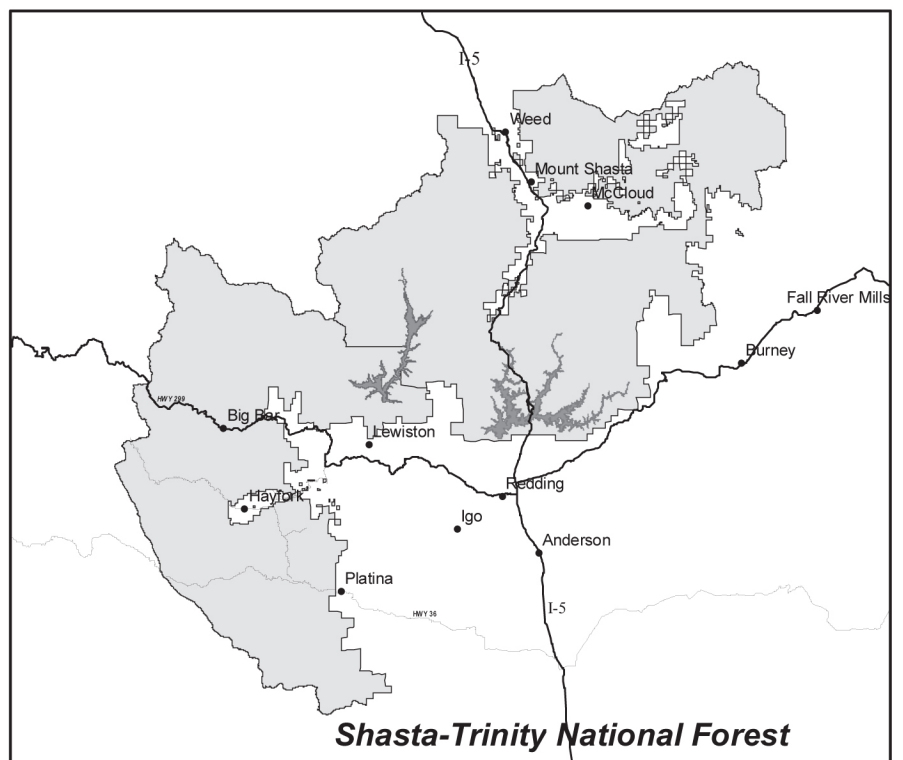 I-5
Weed
Mount Shasta
McCloud
Fall River Mills
Burney
HWY 299
Big Bar
Lewiston
Redding
Hayfork
Igo
Anderson
Platina
I-5
HWY 36
Shasta-Trinity National Forest